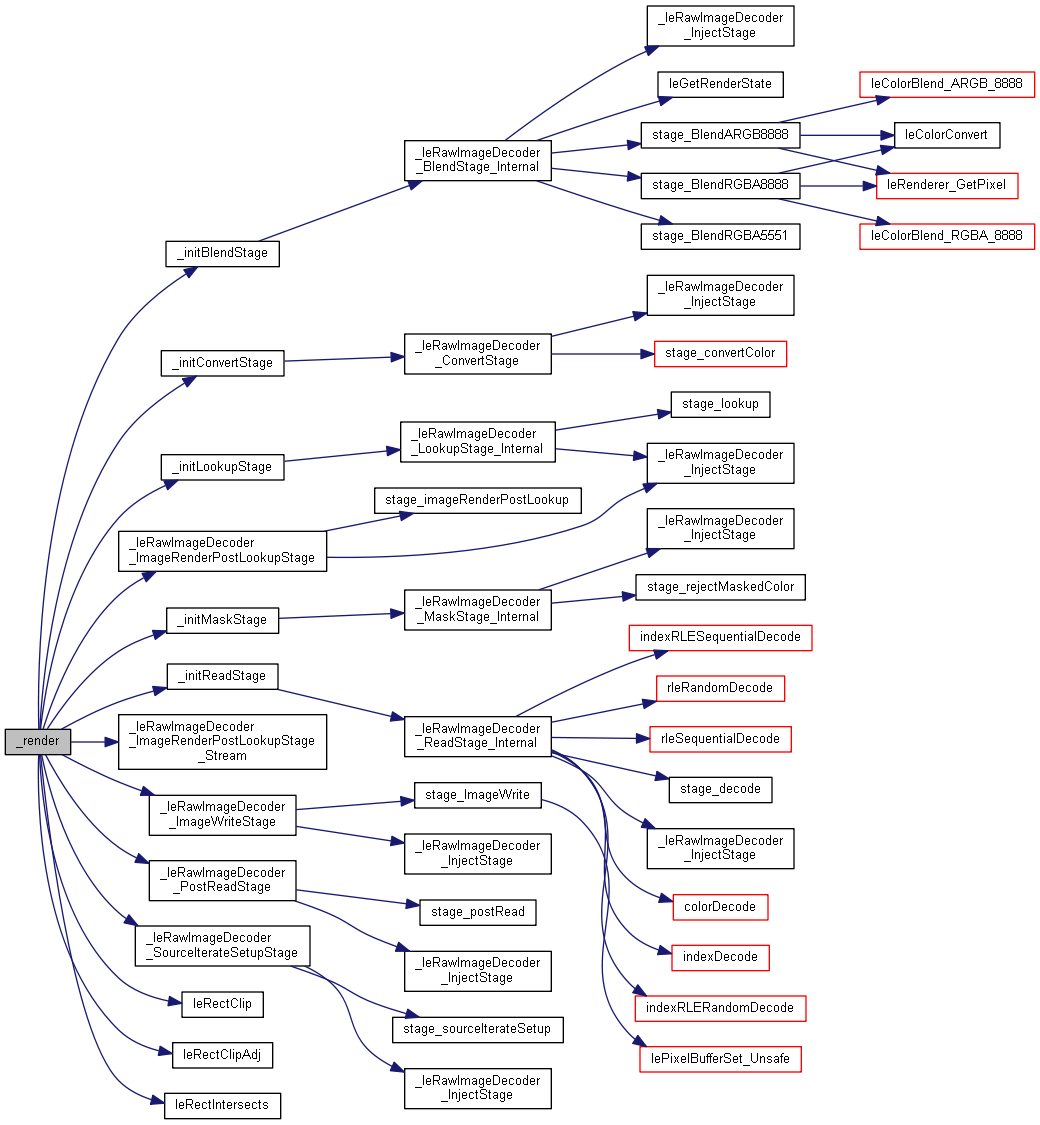 _leRawImageDecoder
_InjectStage
leGetRenderState
leColorBlend_ARGB_8888
stage_BlendARGB8888
leColorConvert
_leRawImageDecoder
_BlendStage_Internal
stage_BlendRGBA8888
leRenderer_GetPixel
stage_BlendRGBA5551
leColorBlend_RGBA_8888
_initBlendStage
_leRawImageDecoder
_InjectStage
_initConvertStage
_leRawImageDecoder
_ConvertStage
stage_convertColor
stage_lookup
_initLookupStage
_leRawImageDecoder
_LookupStage_Internal
_leRawImageDecoder
_InjectStage
stage_imageRenderPostLookup
_leRawImageDecoder
_ImageRenderPostLookupStage
_leRawImageDecoder
_InjectStage
stage_rejectMaskedColor
_initMaskStage
_leRawImageDecoder
_MaskStage_Internal
indexRLESequentialDecode
_initReadStage
rleRandomDecode
_render
_leRawImageDecoder
_ImageRenderPostLookupStage
_Stream
_leRawImageDecoder
_ReadStage_Internal
rleSequentialDecode
stage_decode
_leRawImageDecoder
_ImageWriteStage
stage_ImageWrite
_leRawImageDecoder
_InjectStage
_leRawImageDecoder
_InjectStage
_leRawImageDecoder
_PostReadStage
stage_postRead
colorDecode
_leRawImageDecoder
_SourceIterateSetupStage
_leRawImageDecoder
_InjectStage
indexDecode
leRectClip
stage_sourceIterateSetup
indexRLERandomDecode
leRectClipAdj
lePixelBufferSet_Unsafe
_leRawImageDecoder
_InjectStage
leRectIntersects